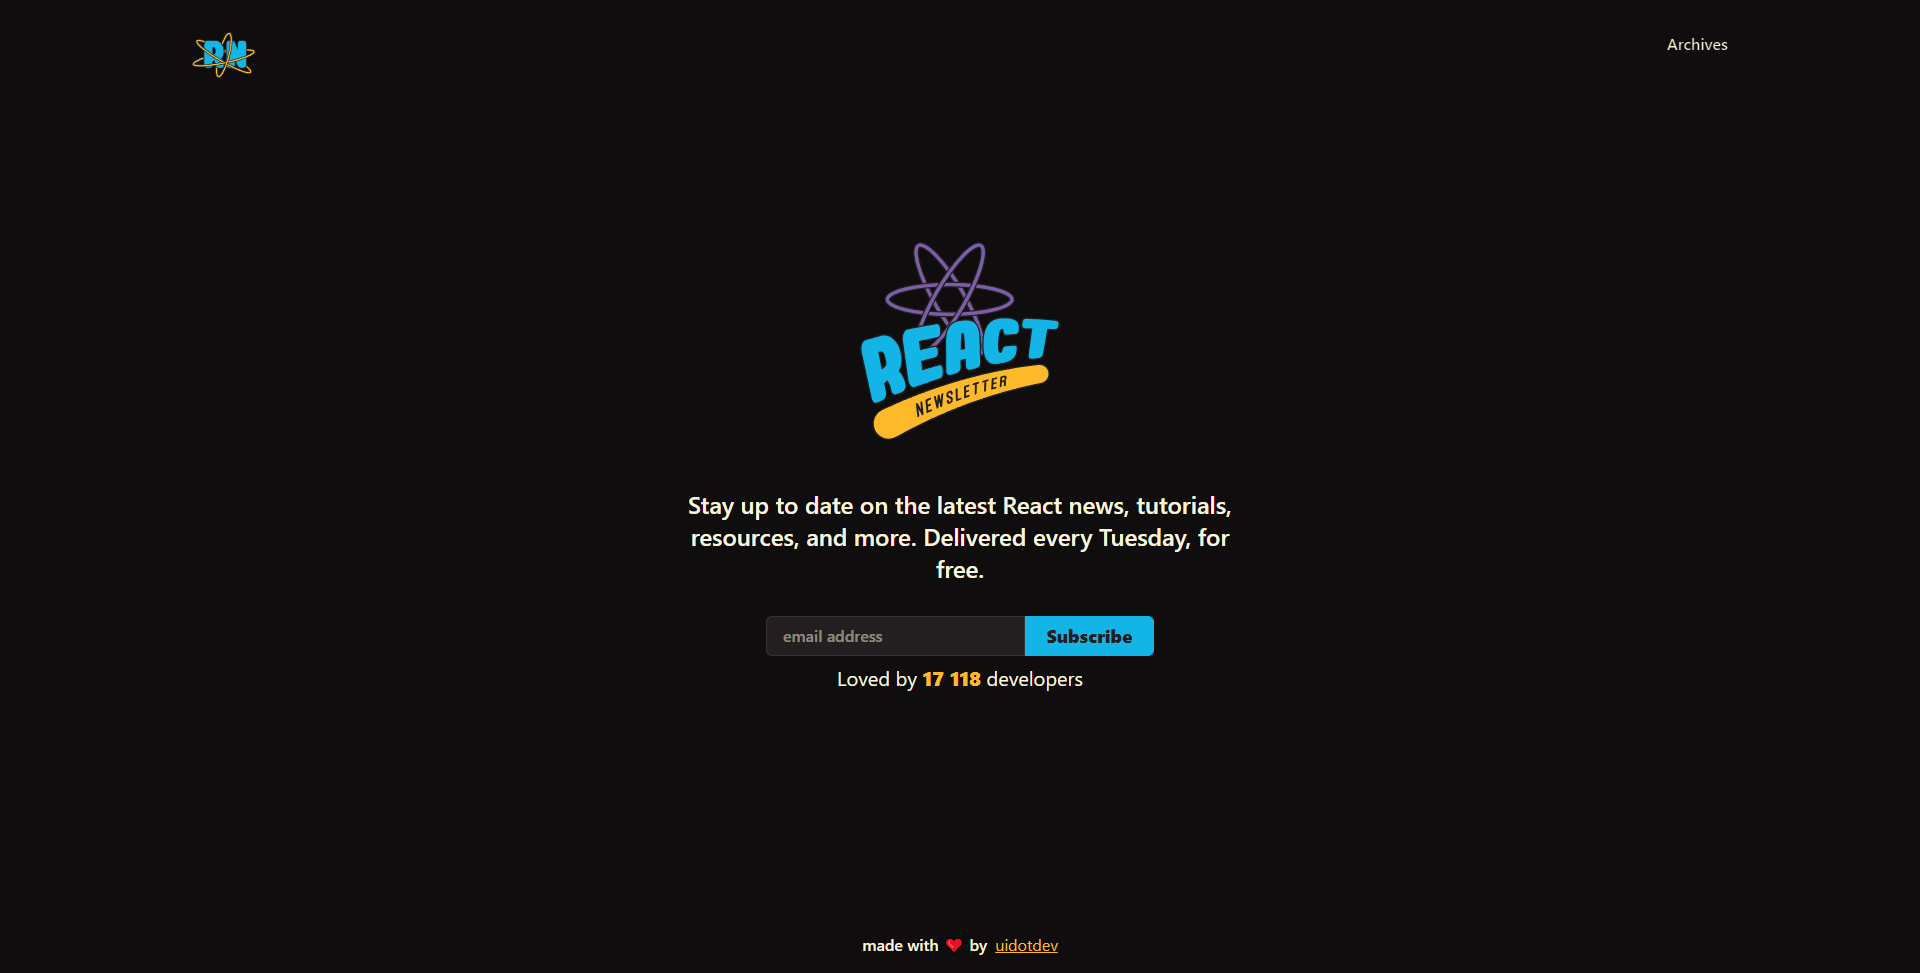 RN
Archives
REACT
NEWSLETTER
Stay up to date on the latest React news, tutorials,
resources, and more. Delivered every Tuesday, for
free.
email address
Subscribe
Loved by 17 118 developers
made with ❤️ by uidotdev